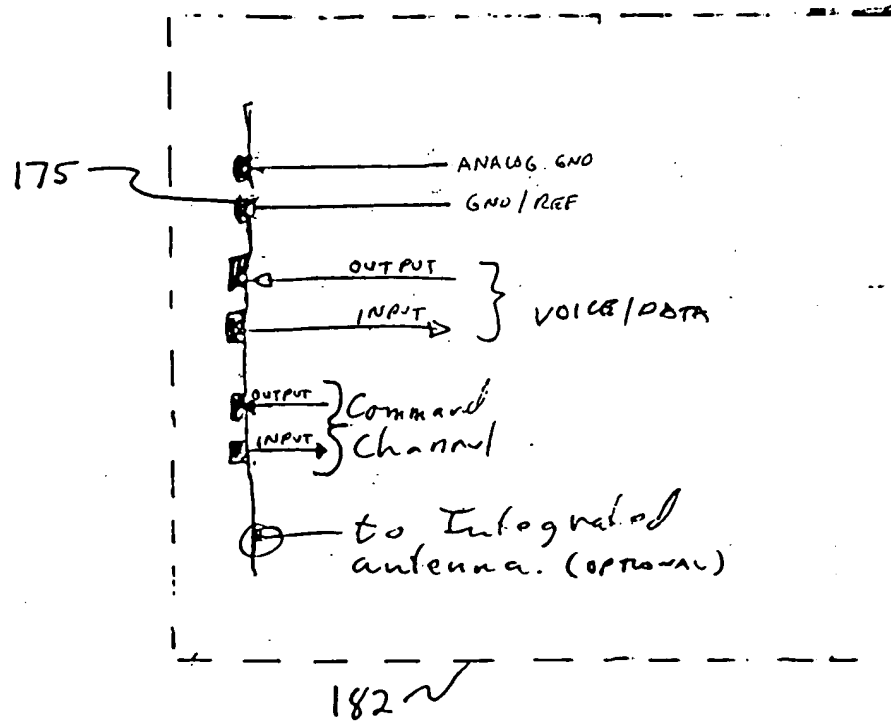 175
ANALOG GND
GND/REF
OUTPUT
INPUT
VOICE/DATA
OUTPUT
INPUT
Command
Channel
to Integrated
antenna. (OPTIONAL)
182